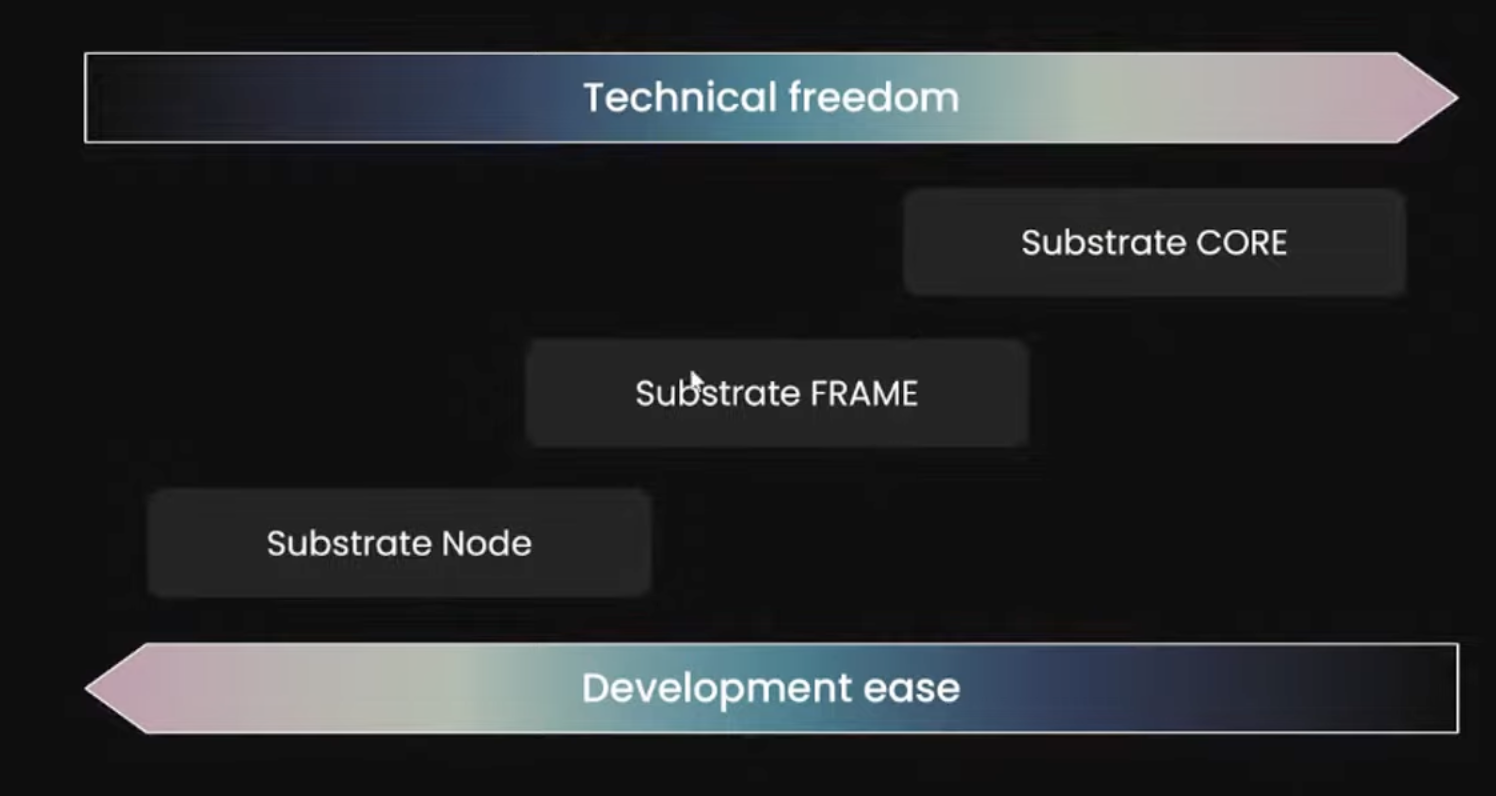 Technical freedom
Substrate CORE
Substrate FRAME
Substrate Node
Development ease